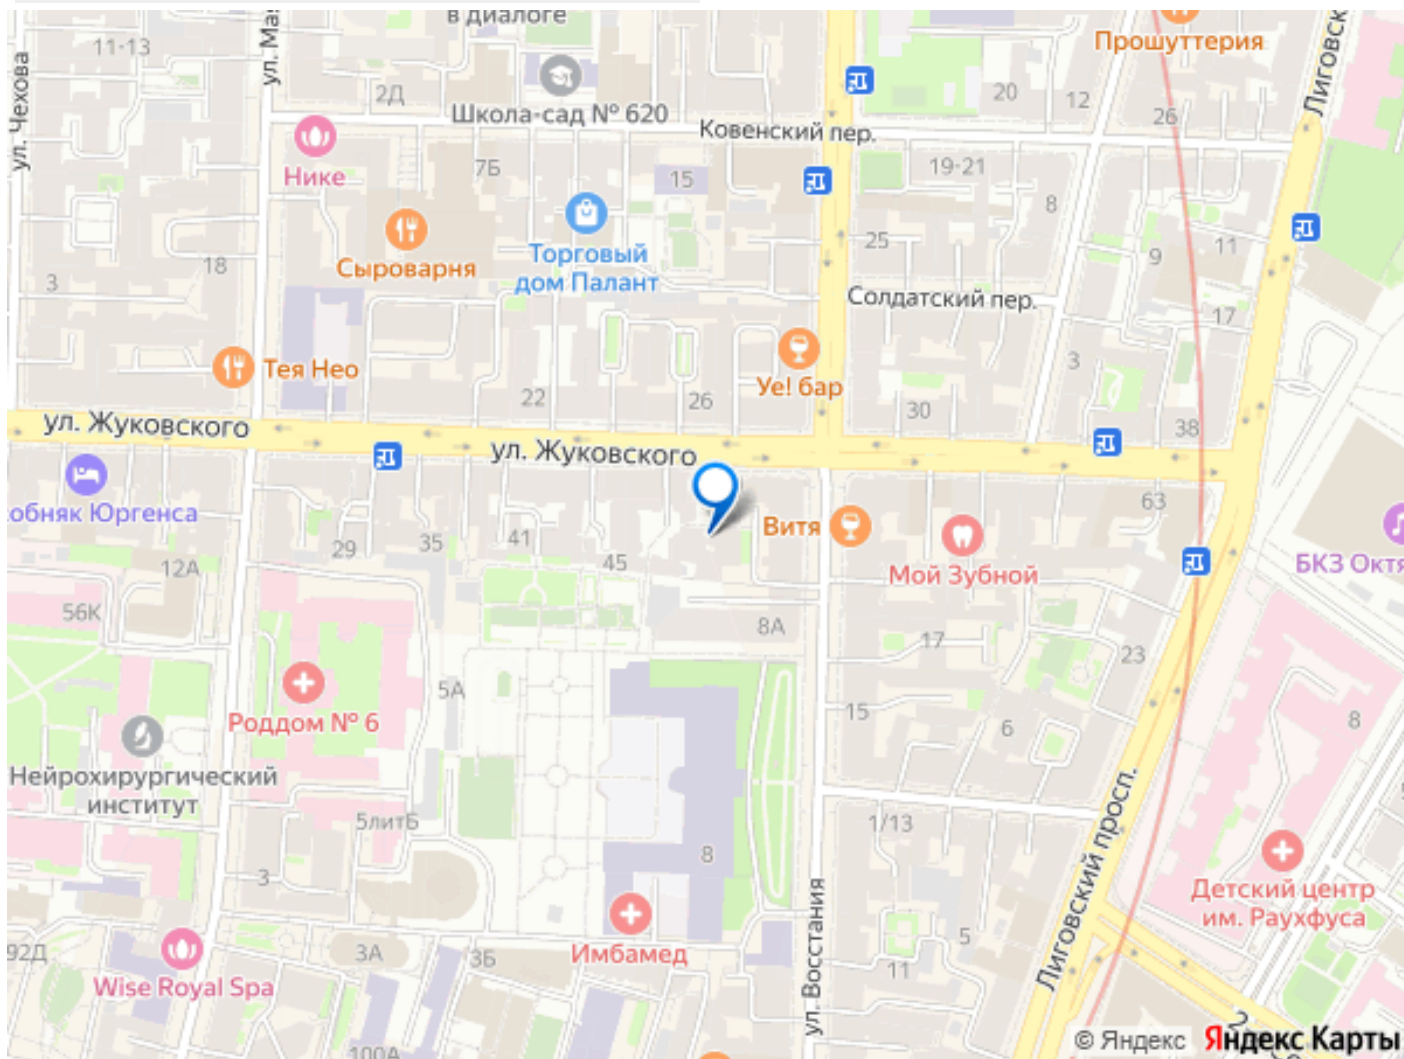 в диалоге
11-13
ул. Чехова
ул. Мая
2Д
Школа-сад № 620
Прошуттерия
20
12
26
Лиговск
Ковенский пер.
Нике
7Б
15
19-21
8
Сыроварня
Торговый
дом Палант
25
9
11
18
3
Солдатский пер.
17
Тея Нео
Уе! бар
3
22
26
30
38
ул. Жуковского
ул. Жуковского
обняк Юргенса
Витя
63
29
35
41
45
Мой Зубной
БКЗ Октя
12А
56К
8А
17
23
Роддом № 6
5А
15
6
8
Нейрохирургический
институт
5литБ
1/13
8
3
Лиговский просп.
Детский центр
им. Раухфуса
Имбамед
ул. Восстания
92Д
3А
3Б
5
11
Wise Royal Spa
100А
2
© Яндекс Яндекс Карты